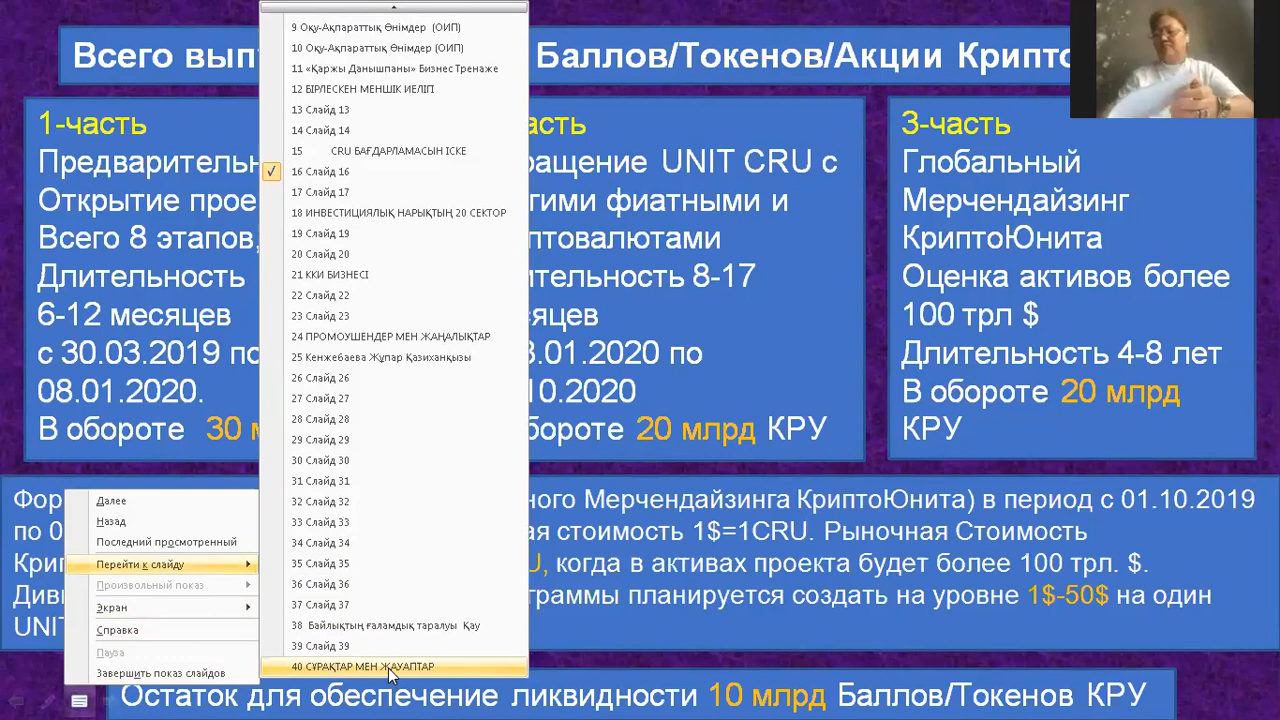 Всего вып
Баллов/Токенов/Акции Крипто
1-часть
Предварительн
Открытие прое
Всего 8 этапов,
Длительность
6-12 месяцев
с 30.03.2019 по
08.01.2020.
В обороте 30 м
часть
ращение UNIT CRU с
гими фиатными и
птовалютами
ительность 8-17
сяцев
3.01.2020 по
10.2020
обороте 20 млрд КРУ
3-часть
Глобальный
Мерчендайзинг
КриптоЮнита
Оценка активов более
100 трл $
Длительность 4-8 лет
В обороте 20 млрд
КРУ
9 Оқу-Ақпараттық Өнімдер (ОИП)
10 Оқу-Ақпараттық Өнімдер (ОИП)
11 «Қаржы Данышпаны» Бизнес Тренаже
12 БІРЛЕСКЕН МЕНШІК ИЕЛІГІ
13 Слайд 13
14 Слайд 14
15 CRU БАҒДАРЛАМАСЫН ІСКЕ
16 Слайд 16
17 Слайд 17
18 ИНВЕСТИЦИЯЛЫҚ НАРЫҚТЫҢ 20 СЕКТОР
19 Слайд 19
20 Слайд 20
21 ККИ БИЗНЕСІ
22 Слайд 22
23 Слайд 23
24 ПРОМОУШЕНДЕР МЕН ЖАҢАЛЫҚТАР
25 Кенжебаева Жұпар Қазиханқызы
26 Слайд 26
27 Слайд 27
28 Слайд 28
29 Слайд 29
30 Слайд 30
31 Слайд 31
32 Слайд 32
33 Слайд 33
34 Слайд 34
35 Слайд 35
36 Слайд 36
37 Слайд 37
38 Байлықтың ғаламдық таралуы Қау
39 Слайд 39
40 СҰРАҚТАР МЕН ЖАУАПТАР
Далее
Назад
Последний просмотренный
Перейти к слайду
Произвольный показ
Экран
Справка
Пауза
Завершить показ слайдов
Фор
ного Мерчендайзинга КриптоЮнита) в период с 01.10.2019
по 0
ная стоимость 1$=1CRU. Рыночная Стоимость
Крип
U, когда в активах проекта будет более 100 трл. $.
Диви
граммы планируется создать на уровне 1$-50$ на один
UNIT
Остаток для обеспечение ликвидности 10 млрд Баллов/Токенов КРУ